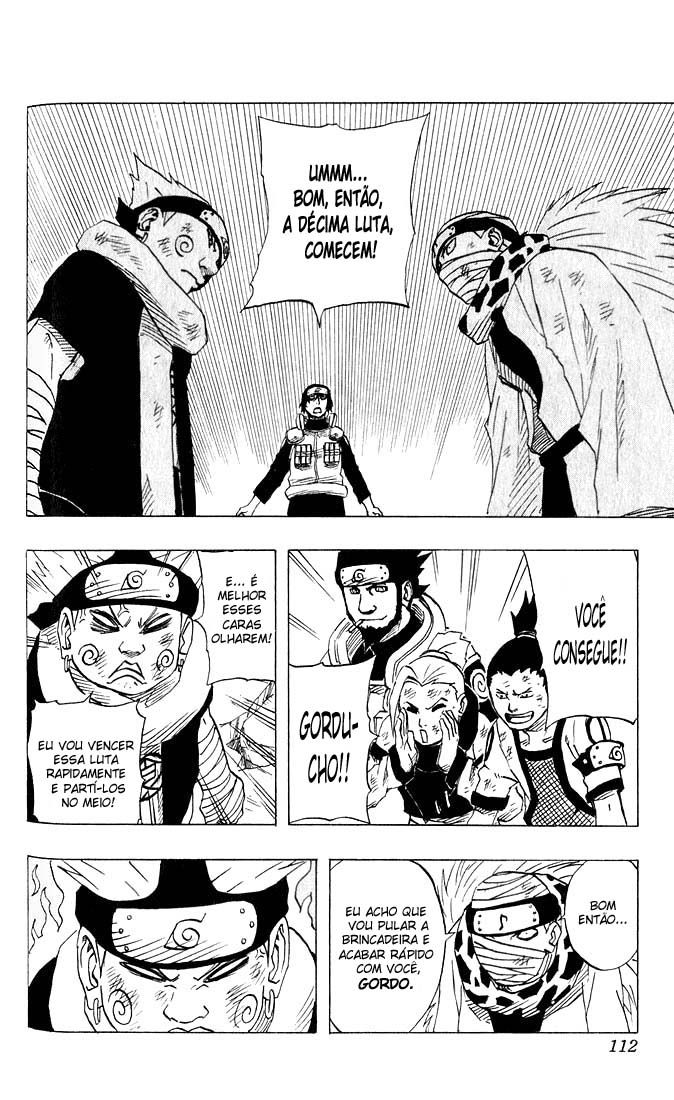 UMMM...
BOM, ENTÃO,
A DÉCIMA LUTA,
COMECEM!
VOCÊ
CONSEGUE!!
GORDU-
CHO!!
E... É
MELHOR
ESSES
CARAS
OLHAREM!
EU VOU VENCER
ESSA LUTA
RAPIDAMENTE
E PARTÍ-LOS
NO MEIO!
BOM
ENTÃO...
EU ACHO QUE
VOU PULAR A
BRINCADEIRA E
ACABAR RÁPIDO
COM VOCÊ,
GORDO.
112